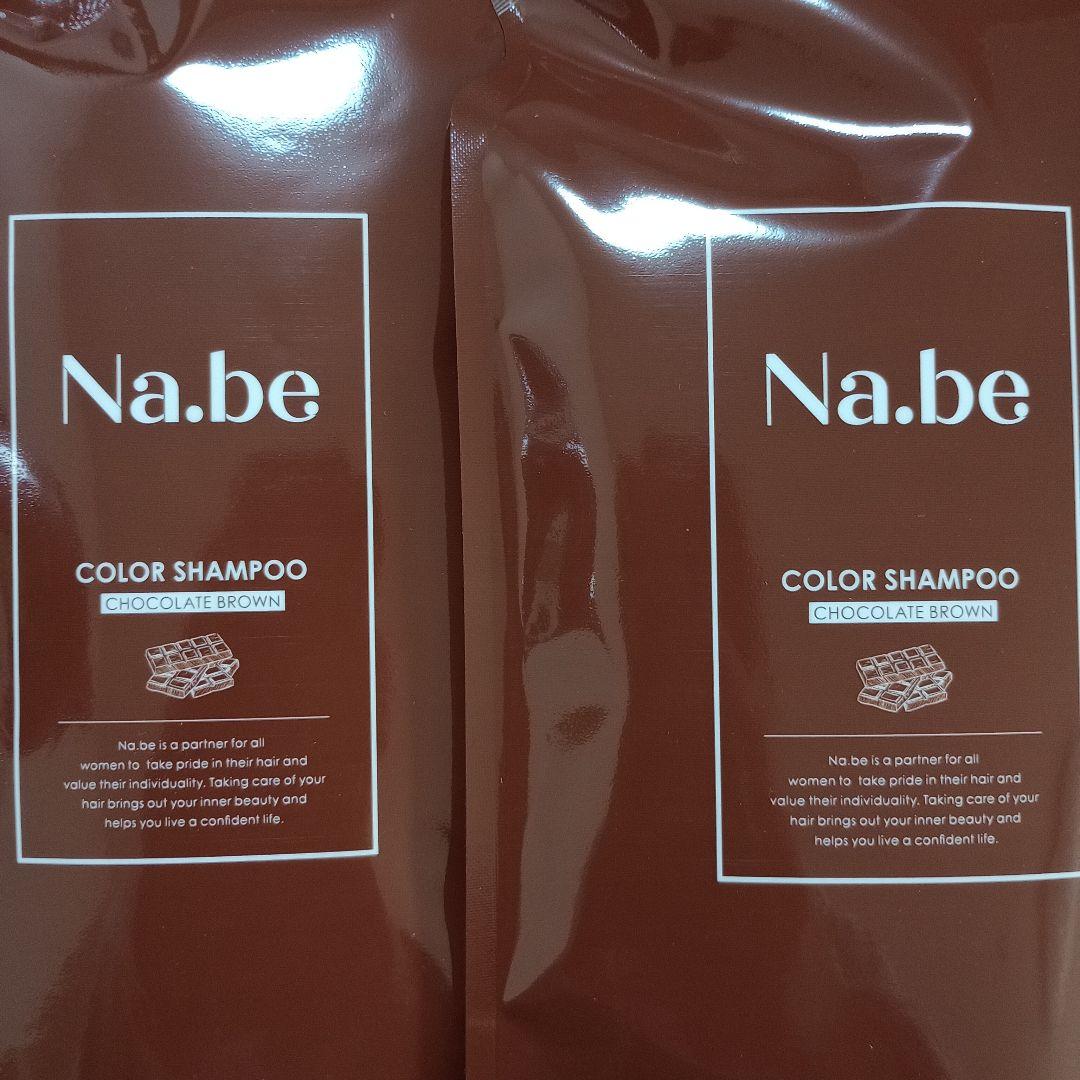 Na.be
COLOR SHAMPOO
CHOCOLATE BROWN
Na.be is a partner for all
women to take pride in their hair and
value their individuality. Taking care of your
hair brings out your inner beauty and
helps you live a confident life.
Na.be
COLOR SHAMPOO
CHOCOLATE BROWN
Na.be is a partner for all
women to take pride in their hair and
value their individuality. Taking care of your
hair brings out your inner beauty and
helps you live a confident life.